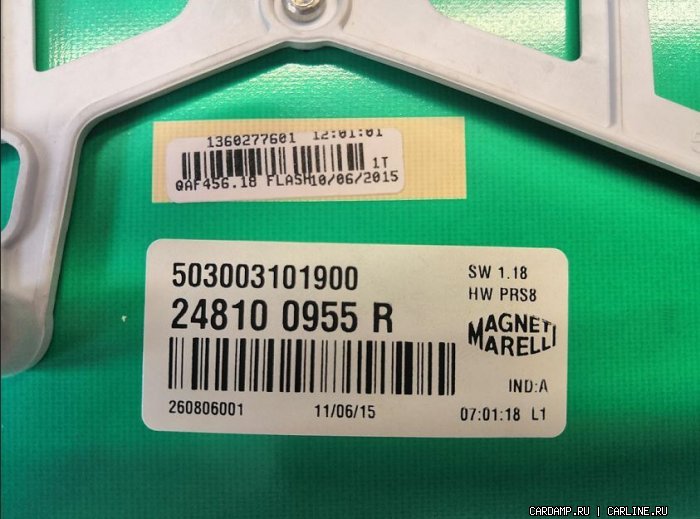 1360277601 12:01:01
1T
QAF456.18 FLASH10/06/2015
503003101900
24810 0955 R
SW 1.18
HW PRS8
MAGNETI
MARELLI
IND:A
260806001 11/06/15 07:01:18 L1
CARDAMP.RU | CARLINE.RU